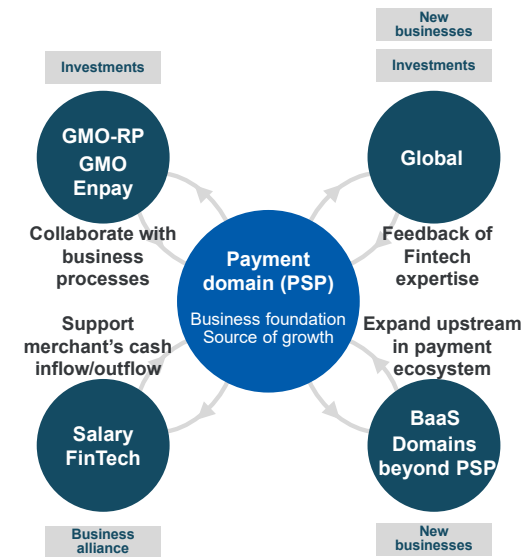 New
businesses
Investments
Investments
GMO-RP
GMO
Enpay
Global
Collaborate with
business
processes
Feedback of
Fintech
expertise
Payment
domain (PSP)
Business foundation
Source of growth
Support
merchant's cash
inflow/outflow
Expand upstream
in payment
ecosystem
Salary
FinTech
BaaS
Domains
beyond PSP
Business
alliance
New
businesses